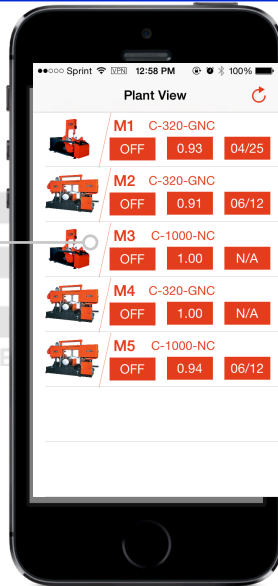 Sprint VPN 12:58 PM 100%
Plant View
M1 C-320-GNC
OFF 0.93 04/25
M2 C-320-GNC
OFF 0.91 06/12
M3 C-1000-NC
OFF 1.00 N/A
M4 C-320-GNC
OFF 1.00 N/A
M5 C-1000-NC
OFF 0.94 06/12